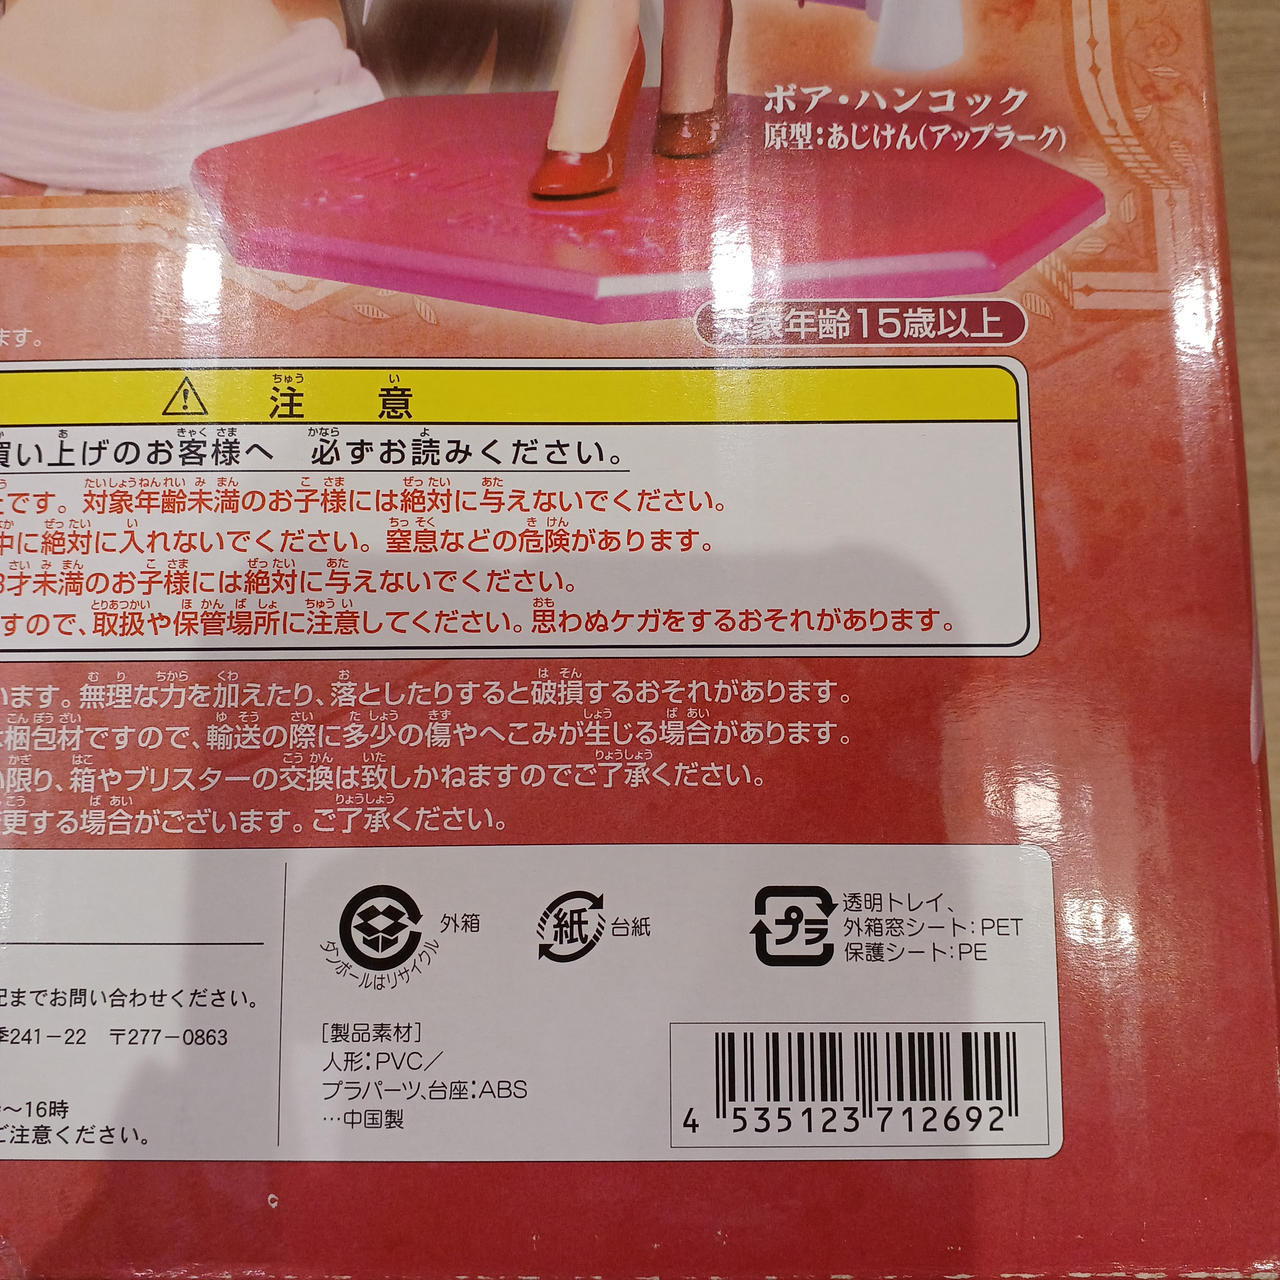 ボア・ハンコック
原型:あじけん(アップラーク)
ます。
対象年齢15歳以上
注意
買い上げのお客様へ 必ずお読みください。
です。対象年齢未満のお子様には絶対に与えないでください。
中に絶対に入れないでください。窒息などの危険があります。
3才未満のお子様には絶対に与えないでください。
すので、取扱や保管場所に注意してください。思わぬケガをするおそれがあります。
います。無理な力を加えたり、落としたりすると破損するおそれがあります。
梱包材ですので、輸送の際に多少の傷やへこみが生じる場合があります。
い限り、箱やブリスターの交換は致しかねますのでご了承ください。
更する場合がございます。ご了承ください。
外箱
ダンボールはリサイクル
紙
台紙
プラ
透明トレイ、
外箱窓シート:PET
保護シート:PE
記までお問い合わせください。
季241-22 〒277-0863
〜16時
ご注意ください。
[製品素材]
人形:PVC/
プラパーツ、台座:ABS
…中国製
4 535123 712692